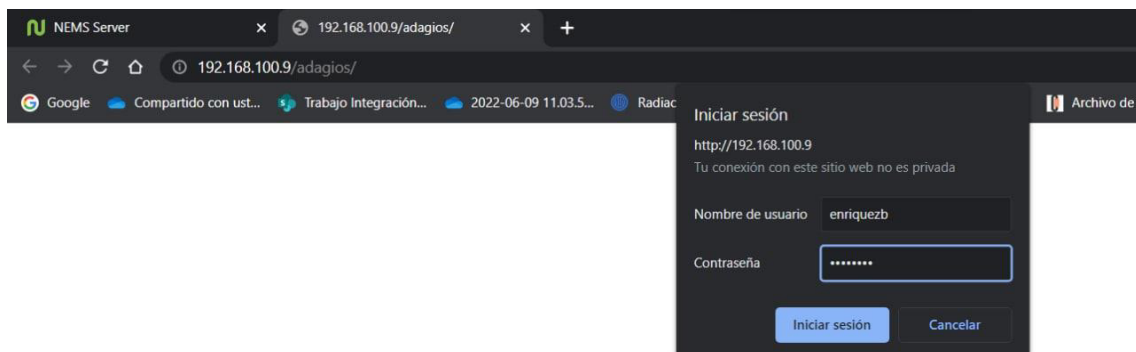 NEMS Server
192.168.100.9/adagios/
192.168.100.9/adagios/
Google Compartido con ust... Trabajo Integración... 2022-06-09 11.03.5... Radiac Archivo de
Iniciar sesión
http://192.168.100.9
Tu conexión con este sitio web no es privada
Nombre de usuario enriquezb
Contraseña ••••••••
Iniciar sesión Cancelar